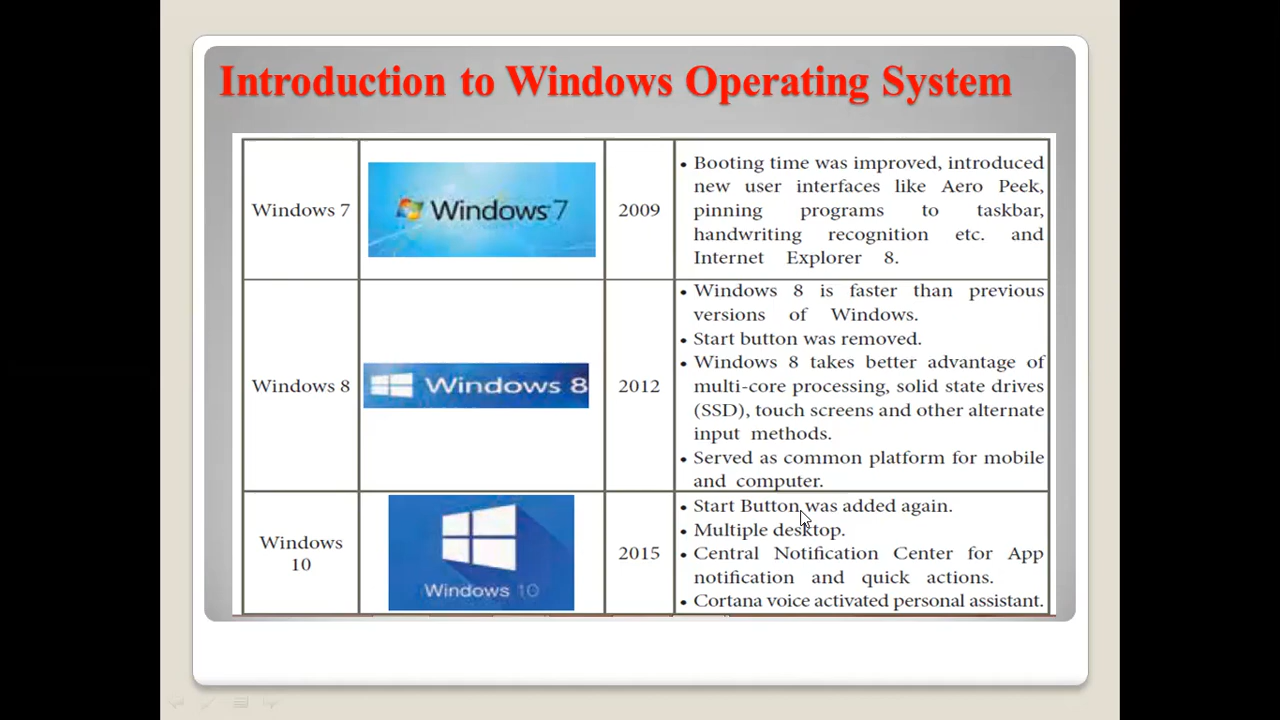 Introduction to Windows Operating System
Windows 7
Windows 7
2009
• Booting time was improved, introduced
new user interfaces like Aero Peek,
pinning programs to taskbar,
handwriting recognition etc. and
Internet Explorer 8.
Windows 8
Windows 8
2012
• Windows 8 is faster than previous
versions of Windows.
• Start button was removed.
• Windows 8 takes better advantage of
multi-core processing, solid state drives
(SSD), touch screens and other alternate
input methods.
• Served as common platform for mobile
and computer.
Windows
10
Windows 10
2015
• Start Button was added again.
• Multiple desktop.
• Central Notification Center for App
notification and quick actions.
• Cortana voice activated personal assistant.